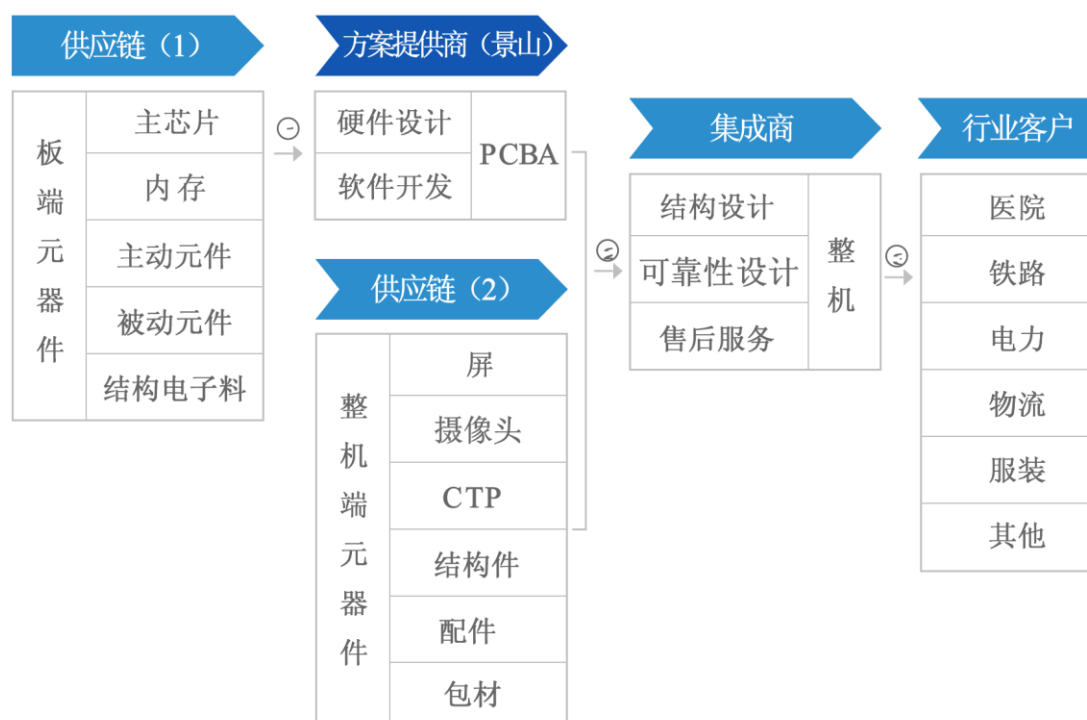 供应链（1）
方案提供商（景山）
集成商
行业客户
板端元器件
主芯片
内存
主动元件
被动元件
结构电子料
①
硬件设计
软件开发
PCBA
供应链（2）
整机端元器件
屏
摄像头
CTP
结构件
配件
包材
②
结构设计
可靠性设计
售后服务
整机
③
医院
铁路
电力
物流
服装
其他